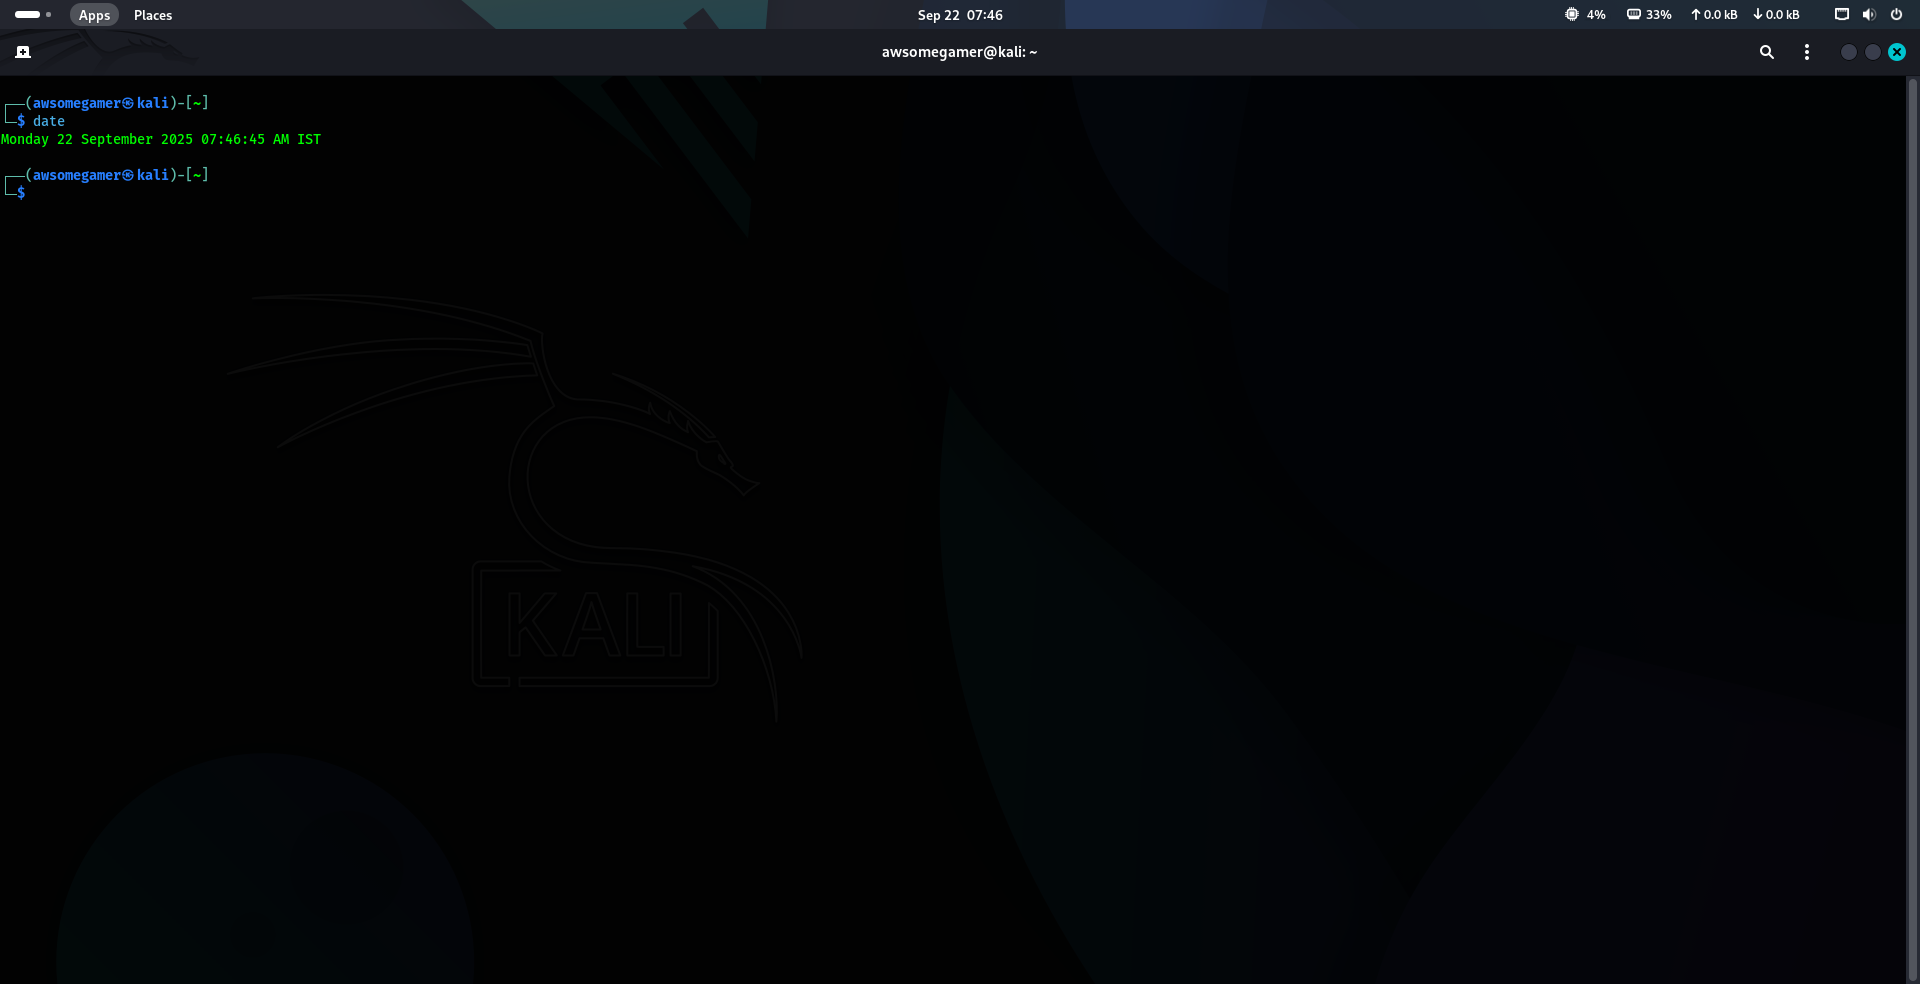 Apps Places Sep 22 07:46 4% 33% 0.0 kB 0.0 kB
awsomegamer@kali: ~
┌──(awsomegamer㉿kali)-[~]
└─$ date
Monday 22 September 2025 07:46:45 AM IST
┌──(awsomegamer㉿kali)-[~]
└─$
KALI